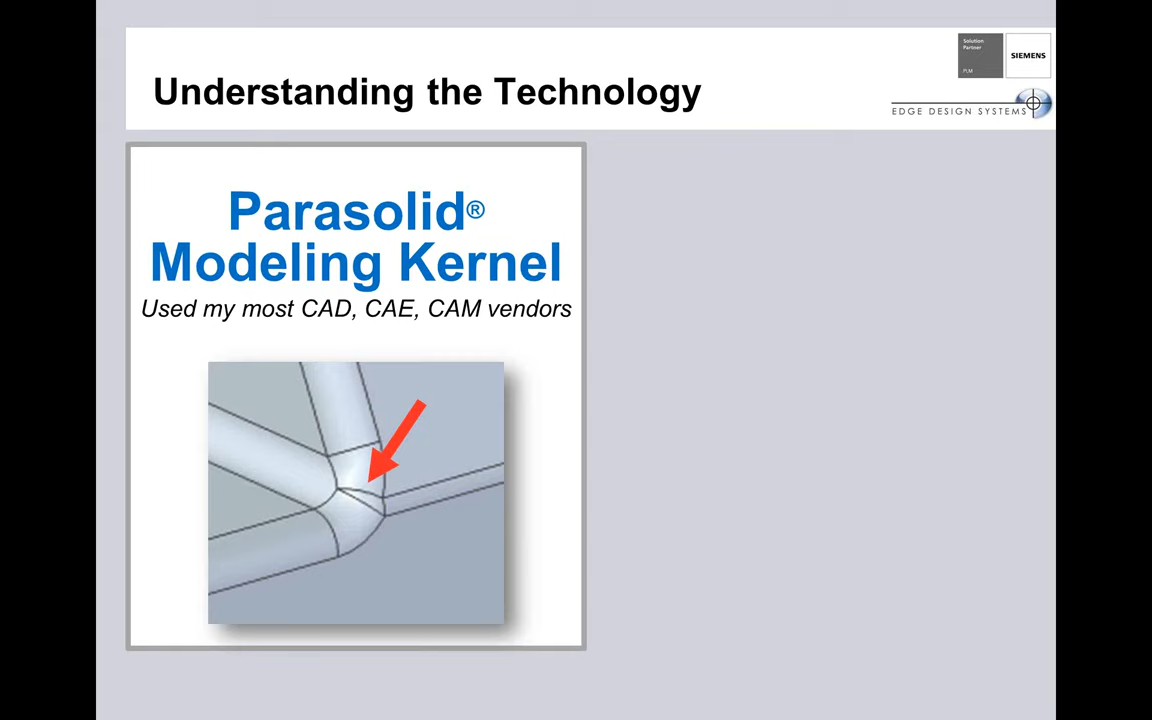 Solution
Partner
PLM
SIEMENS
Understanding the Technology
EDGE DESIGN SYSTEMS
Parasolid®
Modeling Kernel
Used my most CAD, CAE, CAM vendors